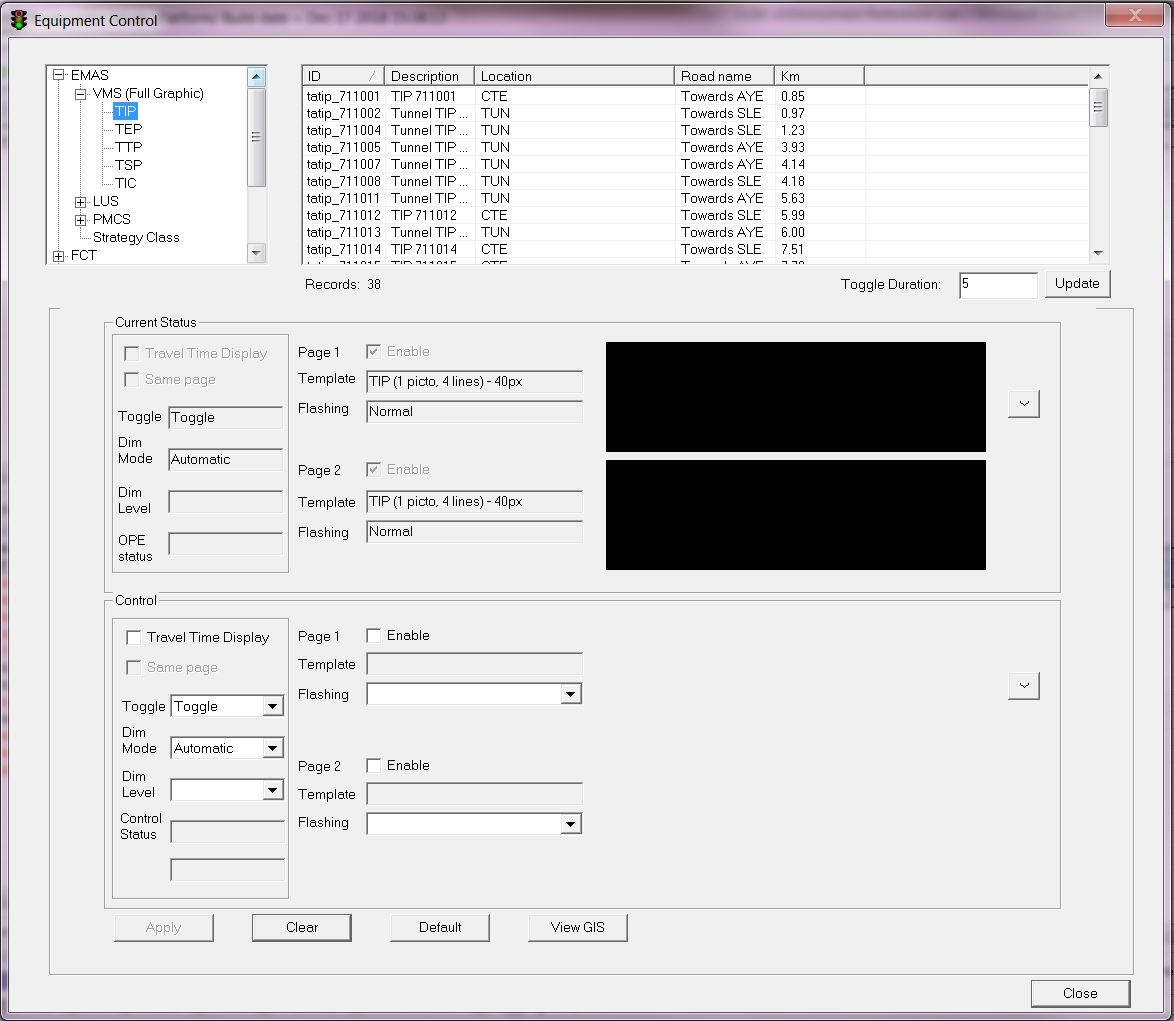 Equipment Control
EMAS
VMS (Full Graphic)
TIP
TEP
TTP
TSP
TIC
LUS
PMCS
Strategy Class
FCT
ID Description Location Road name Km
tatip_711001 TIP 711001 CTE Towards AYE 0.85
tatip_711002 Tunnel TIP ... TUN Towards SLE 0.97
tatip_711004 Tunnel TIP ... TUN Towards SLE 1.23
tatip_711005 Tunnel TIP ... TUN Towards AYE 3.93
tatip_711007 Tunnel TIP ... TUN Towards AYE 4.14
tatip_711008 Tunnel TIP ... TUN Towards SLE 4.18
tatip_711011 Tunnel TIP ... TUN Towards AYE 5.63
tatip_711012 TIP 711012 CTE Towards SLE 5.99
tatip_711013 Tunnel TIP ... TUN Towards AYE 6.00
tatip_711014 TIP 711014 CTE Towards SLE 7.51
Records: 38
Toggle Duration: 5 Update
Current Status
Travel Time Display
Same page
Toggle Toggle
Dim
Mode Automatic
Dim
Level
OPE
status
Page 1 Enable
Template TIP (1 picto, 4 lines) - 40px
Flashing Normal
Page 2 Enable
Template TIP (1 picto, 4 lines) - 40px
Flashing Normal
Control
Travel Time Display
Same page
Toggle Toggle
Dim
Mode Automatic
Dim
Level
Control
Status
Page 1 Enable
Template
Flashing
Page 2 Enable
Template
Flashing
Apply Clear Default View GIS
Close